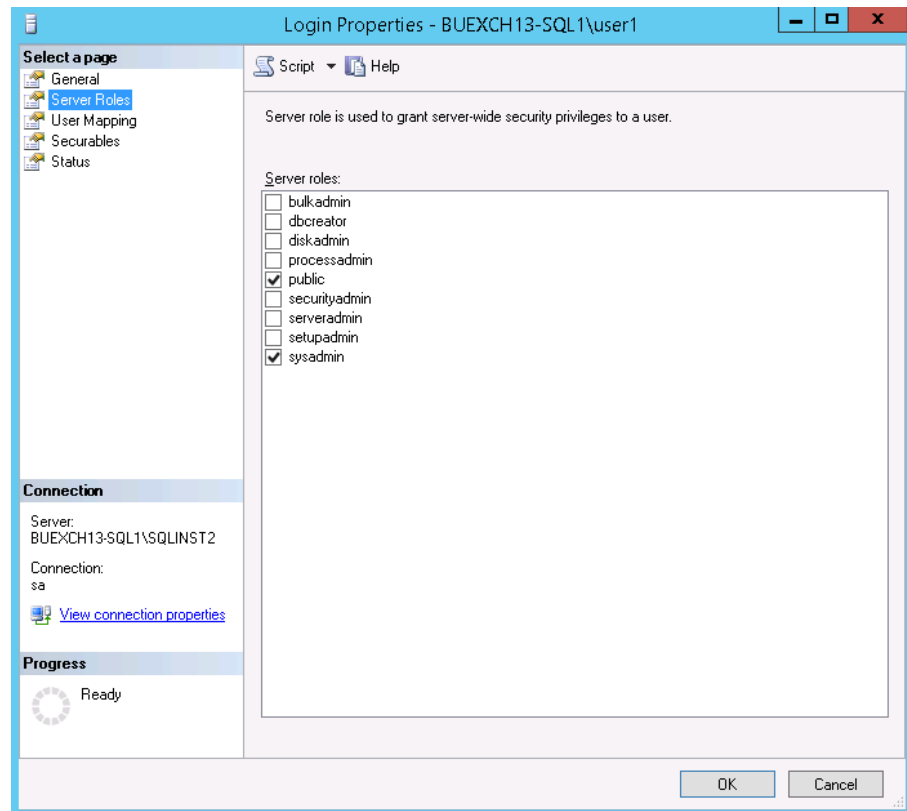 Login Properties - BUEXCH13-SQL1\user1
Select a page
General
Server Roles
User Mapping
Securables
Status
Script
Help
Server role is used to grant server-wide security privileges to a user.
Server roles:
bulkadmin
dbcreator
diskadmin
processadmin
public
securityadmin
serveradmin
setupadmin
sysadmin
Connection
Server:
BUEXCH13-SQL1\SQLINST2
Connection:
sa
View connection properties
Progress
Ready
OK
Cancel